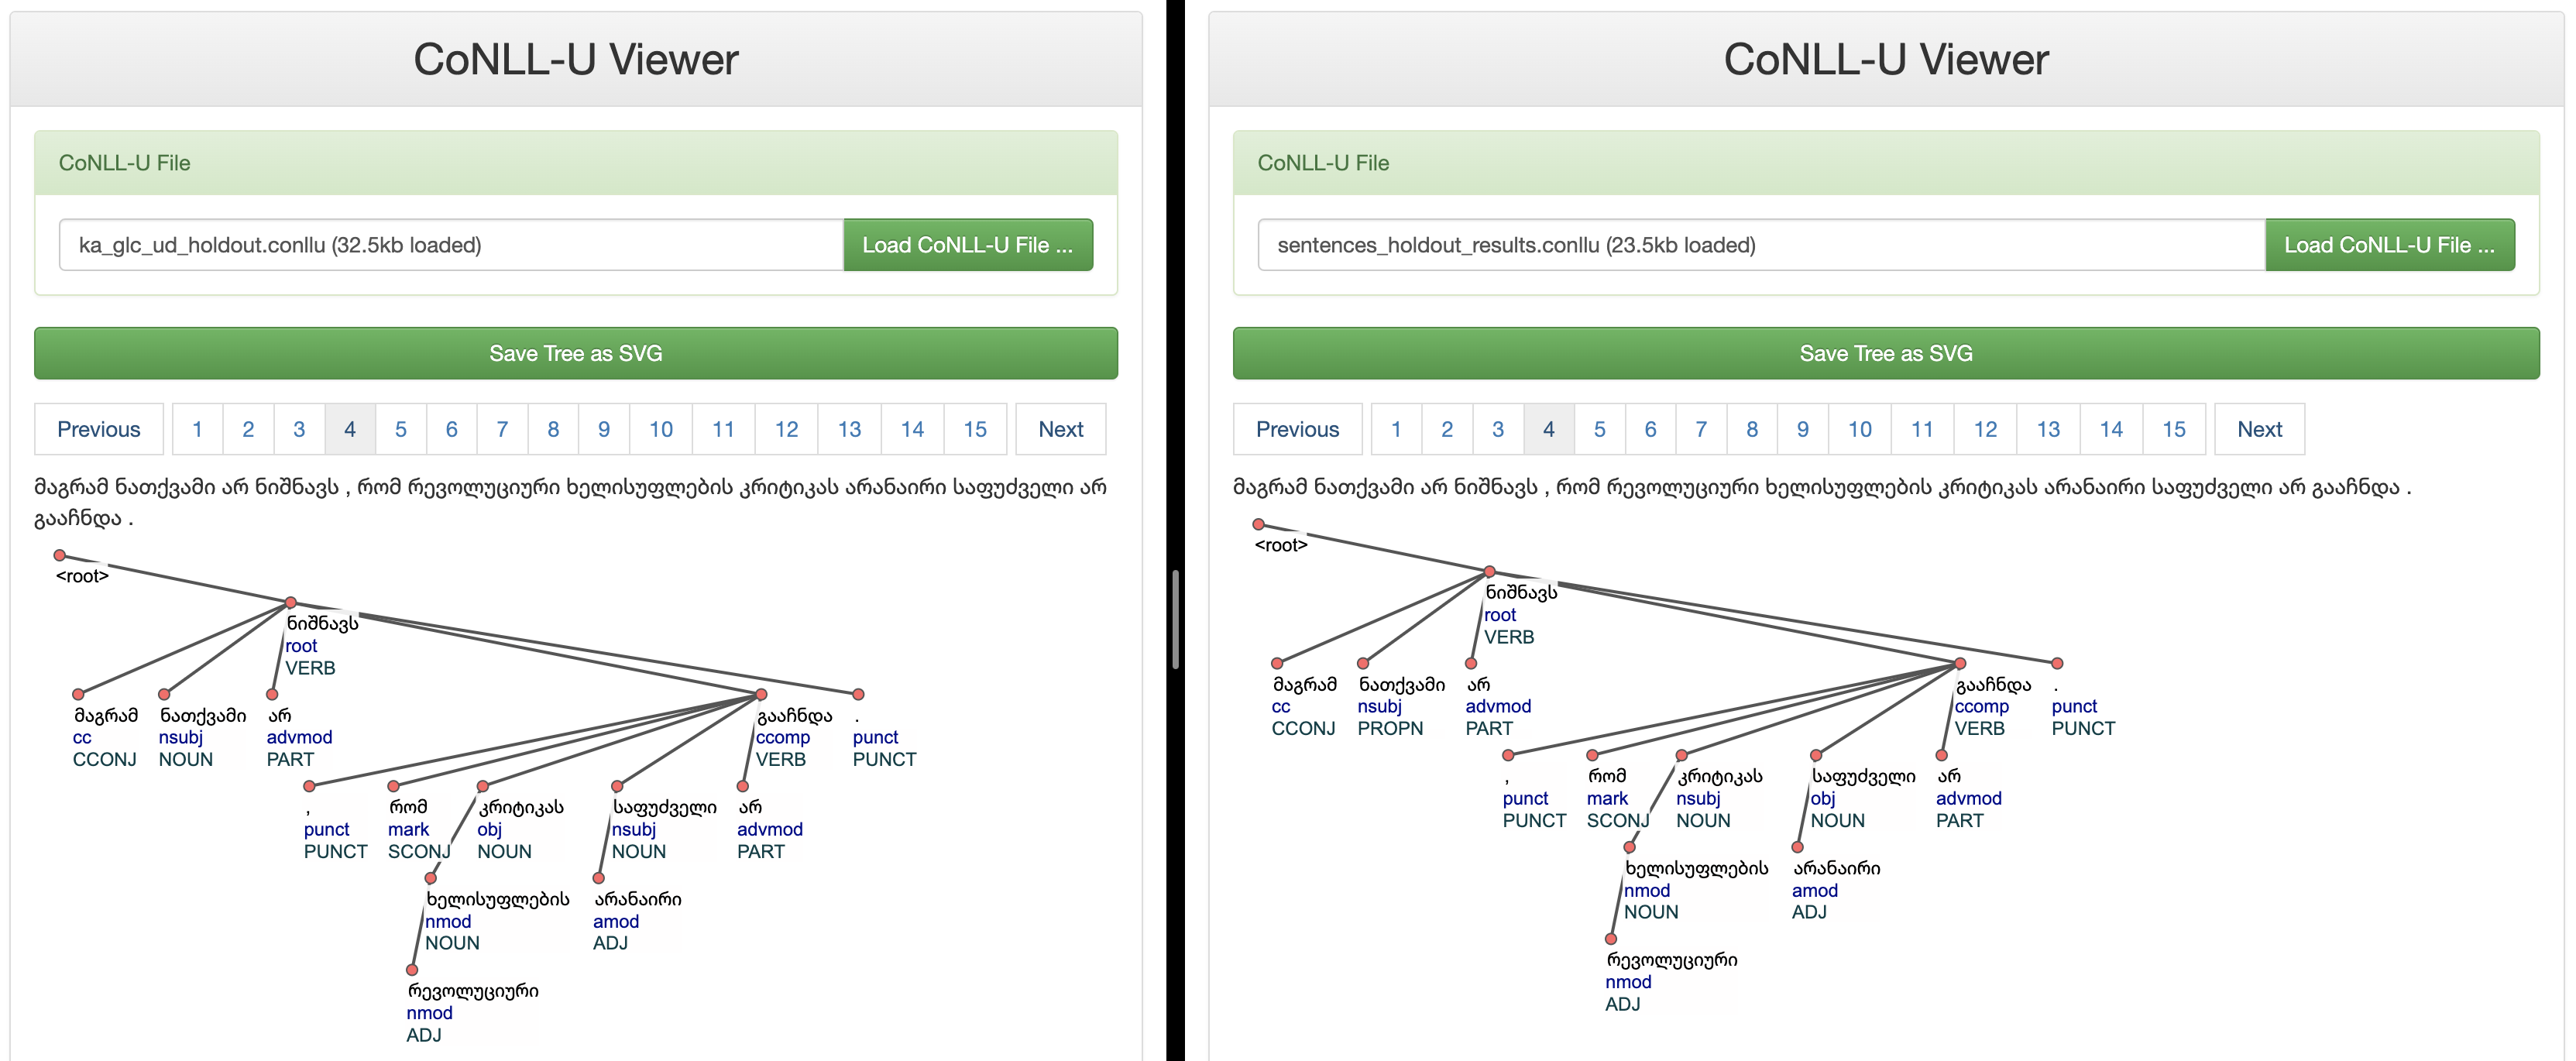 CoNLL-U Viewer
CoNLL-U File
ka_glc_ud_holdout.conllu (32.5kb loaded) Load CoNLL-U File ...
Save Tree as SVG
Previous 1 2 3 4 5 6 7 8 9 10 11 12 13 14 15 Next
მაგრამ ნათქვამი არ ნიშნავს , რომ რევოლუციური ხელისუფლების კრიტიკას არანაირი საფუძველი არ
გააჩნდა .
<root>
ნიშნავს
root
VERB
მაგრამ ნათქვამი არ გააჩნდა .
cc nsubj advmod ccomp punct
CCONJ NOUN PART VERB PUNCT
, რომ კრიტიკას საფუძველი არ
punct mark obj nsubj advmod
PUNCT SCONJ NOUN NOUN PART
ხელისუფლების არანაირი
nmod amod
NOUN ADJ
რევოლუციური
nmod
ADJ
CoNLL-U Viewer
CoNLL-U File
sentences_holdout_results.conllu (23.5kb loaded) Load CoNLL-U File ...
Save Tree as SVG
Previous 1 2 3 4 5 6 7 8 9 10 11 12 13 14 15 Next
მაგრამ ნათქვამი არ ნიშნავს , რომ რევოლუციური ხელისუფლების კრიტიკას არანაირი საფუძველი არ გააჩნდა .
<root>
ნიშნავს
root
VERB
მაგრამ ნათქვამი არ გააჩნდა .
cc nsubj advmod ccomp punct
CCONJ PROPN PART VERB PUNCT
, რომ კრიტიკას საფუძველი არ
punct mark nsubj obj advmod
PUNCT SCONJ NOUN NOUN PART
ხელისუფლების არანაირი
nmod amod
NOUN ADJ
რევოლუციური
nmod
ADJ